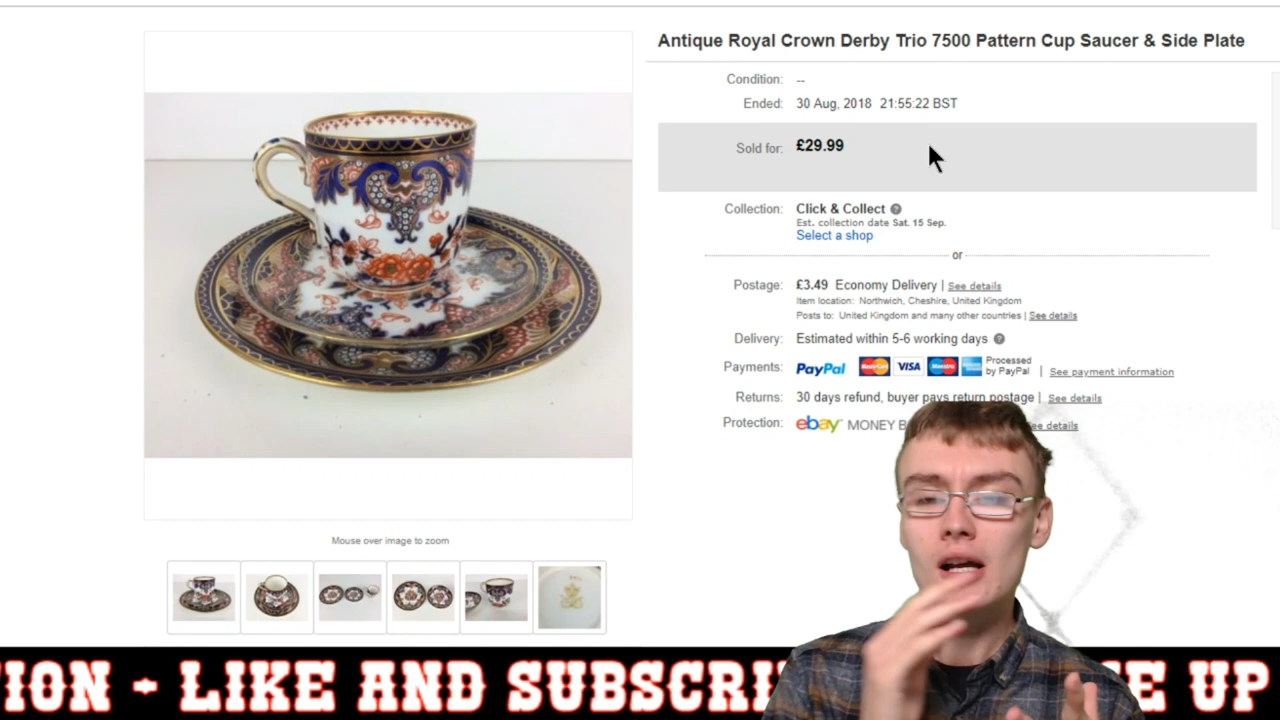 Antique Royal Crown Derby Trio 7500 Pattern Cup Saucer & Side Plate
Condition: --
Ended: 30 Aug, 2018 21:55:22 BST
Sold for: £29.99
Collection: Click & Collect
Est. collection date Sat. 15 Sep.
Select a shop
or
Postage: £3.49 Economy Delivery | See details
Item location: Northwich, Cheshire, United Kingdom
Posts to: United Kingdom and many other countries | See details
Delivery: Estimated within 5-6 working days
Payments: PayPal MasterCard VISA Maestro Processed by PayPal | See payment information
Returns: 30 days refund, buyer pays return postage | See details
Protection: ebay MONEY B ee details
Mouse over image to zoom
ION - LIKE AND SUBSCRI E UP